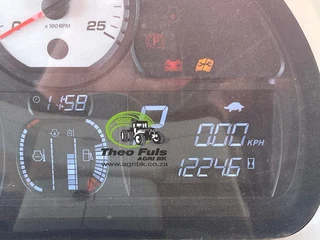 0
25
x 100 RPM
P
11:58
P
000 KPH
Theo Fuls
AGRI BK
www.agribk.co.za
12246